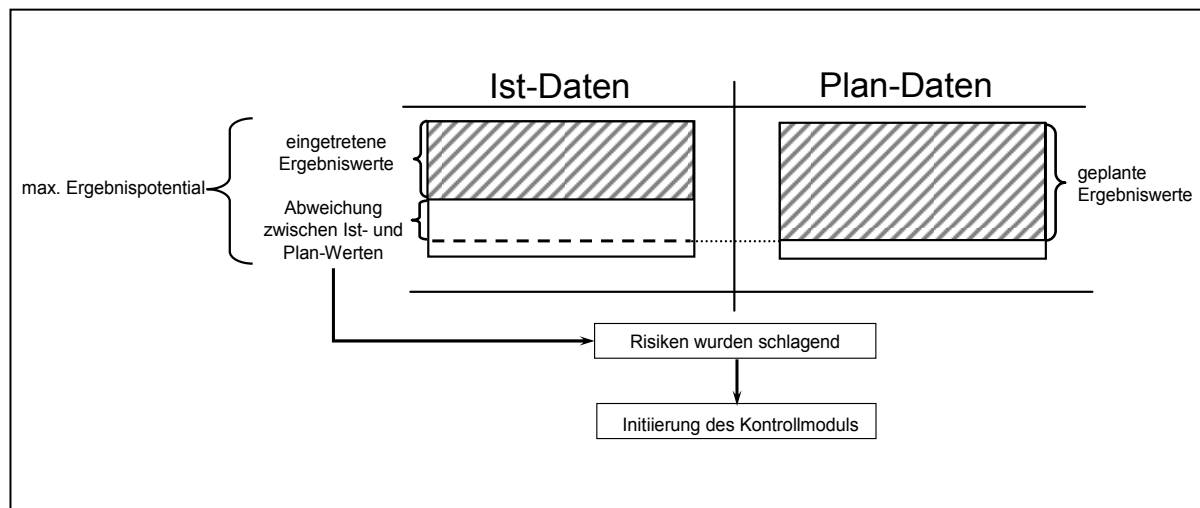 Ist-Daten
Plan-Daten
eingetretene
Ergebniswerte
max. Ergebnispotential
Abweichung
zwischen Ist- und
Plan-Werten
geplante
Ergebniswerte
Risiken wurden schlagend
Initiierung des Kontrollmoduls